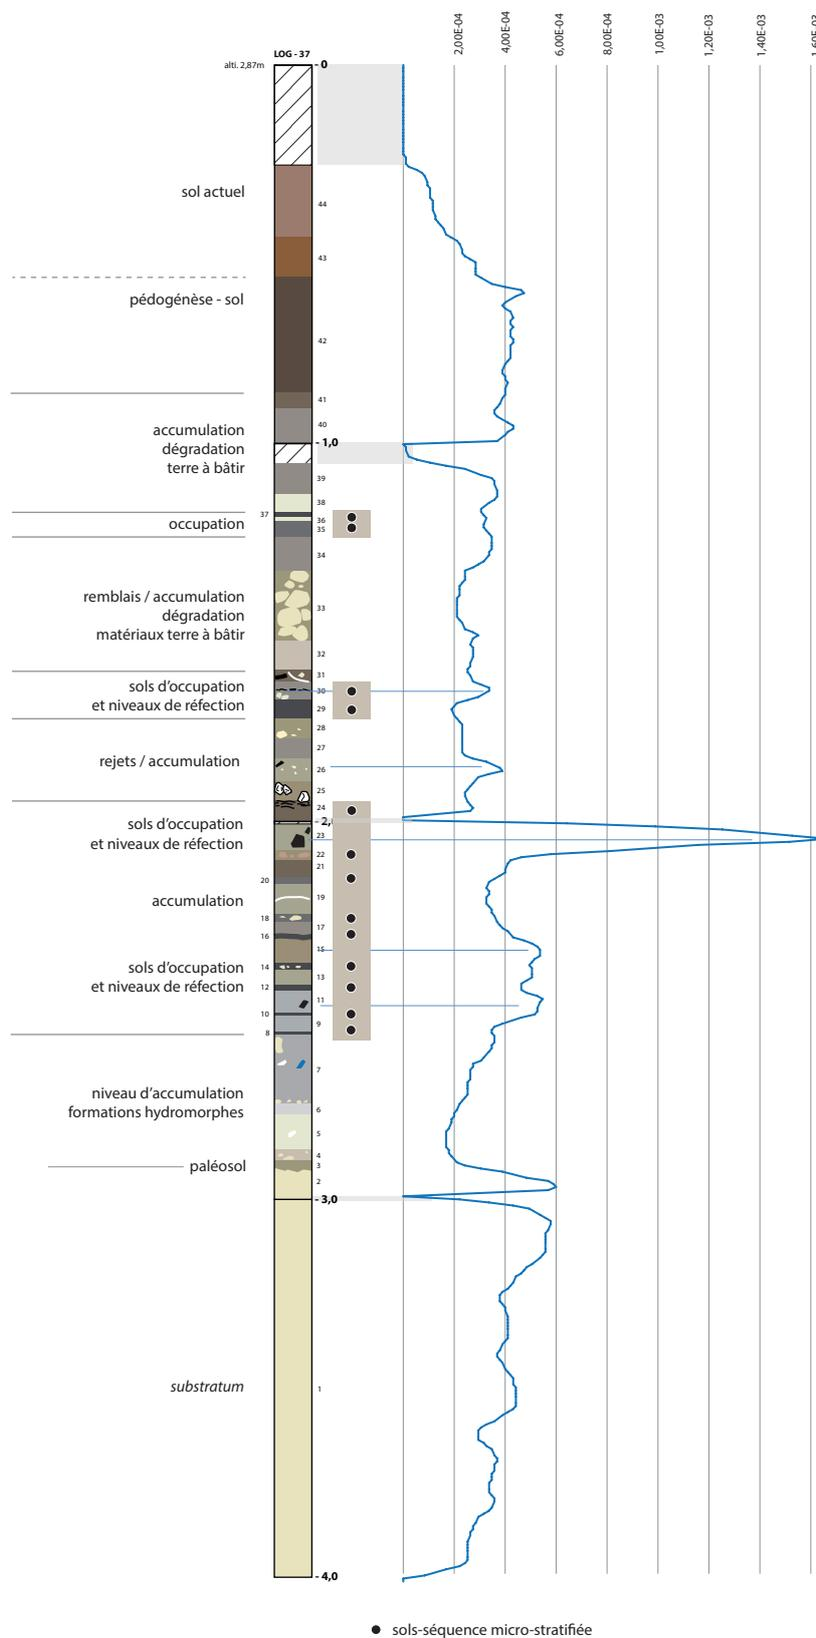 2,00E-04
4,00E-04
6,00E-04
8,00E-04
1,00E-03
1,20E-03
1,40E-03
1,60E-03
LOG - 37
alti. 2,87m
- 0
sol actuel
44
43
pédogénèse - sol
42
41
40
accumulation
dégradation
terre à bâtir
- 1,0
39
38
37
36
35
occupation
34
remblais / accumulation
dégradation
matériaux terre à bâtir
33
32
31
sols d’occupation
et niveaux de réfection
30
29
28
27
rejets / accumulation
26
25
24
sols d’occupation
et niveaux de réfection
- 2,
23
22
21
20
accumulation
19
18
17
16
15
sols d’occupation
et niveaux de réfection
14
13
12
11
10
9
8
7
niveau d’accumulation
formations hydromorphes
6
5
4
paléosol
3
2
- 3,0
substratum
1
- 4,0
sols-séquence micro-stratifiée